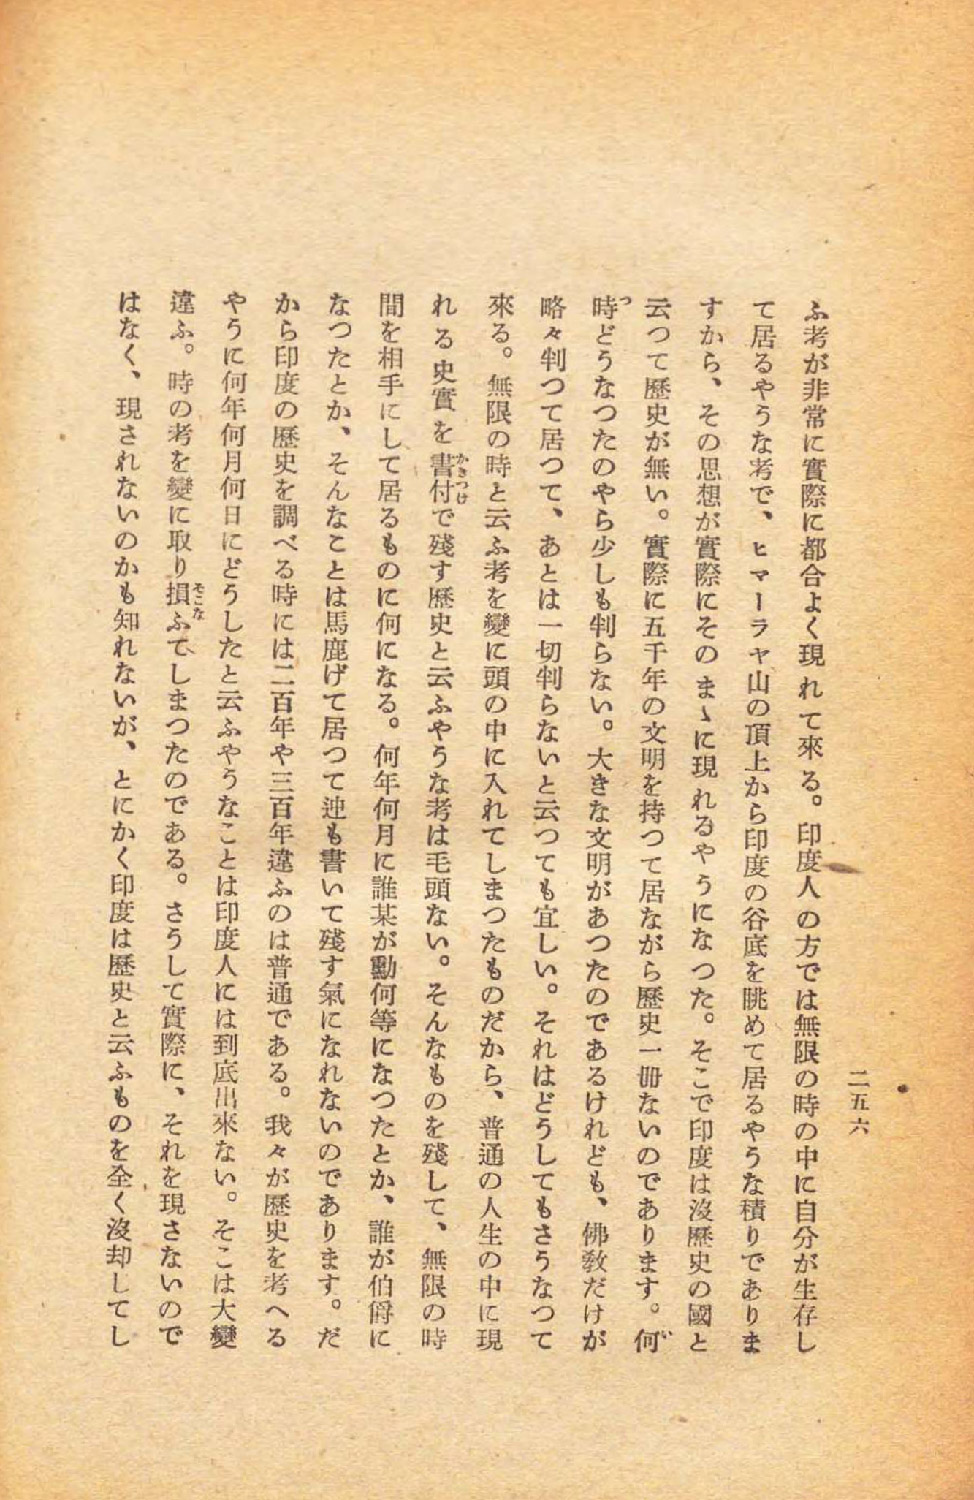 二五六
ふ考が非常に實際に都合よく現れて來る。印度人の方では無限の時の中に自分が生存し
て居るやうな考で、ヒマーラヤ山の頂上から印度の谷底を眺めて居るやうな積りでありま
すから、その思想が實際にそのまゝに現れるやうになつた。そこで印度は沒歷史の國と
云つて歷史が無い。實際に五千年の文明を持つて居ながら歷史一册ないのであります。何
時どうなつたのやら少しも判らない。大きな文明があつたのであるけれども、佛敎だけが
略々判つて居つて、あとは一切判らないと云つても宜しい。それはどうしてもさうなつて
來る。無限の時と云ふ考を變に頭の中に入れてしまつたものだから、普通の人生の中に現
れる史實を書付で殘す歷史と云ふやうな考は毛頭ない。そんなものを殘して、無限の時
間を相手にして居るものに何になる。何年何月に誰某が勳何等になつたとか、誰が伯爵に
なつたとか、そんなことは馬鹿げて居つて迚も書いて殘す氣になれないのであります。だ
から印度の歷史を調べる時には二百年や三百年違ふのは普通である。我々が歷史を考へる
やうに何年何月何日にどうしたと云ふやうなことは印度人には到底出來ない。そこは大變
違ふ。時の考を變に取り損ふてしまつたのである。さうして實際に、それを現さないので
はなく、現されないのかも知れないが、とにかく印度は歷史と云ふものを全く沒却してし